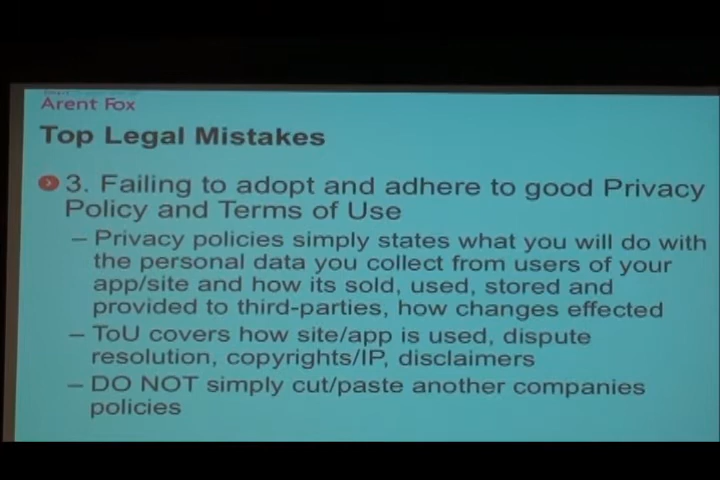 Arent Fox
Top Legal Mistakes
3. Failing to adopt and adhere to good Privacy
Policy and Terms of Use
– Privacy policies simply states what you will do with
the personal data you collect from users of your
app/site and how its sold, used, stored and
provided to third-parties, how changes effected
– ToU covers how site/app is used, dispute
resolution, copyrights/IP, disclaimers
– DO NOT simply cut/paste another companies
policies